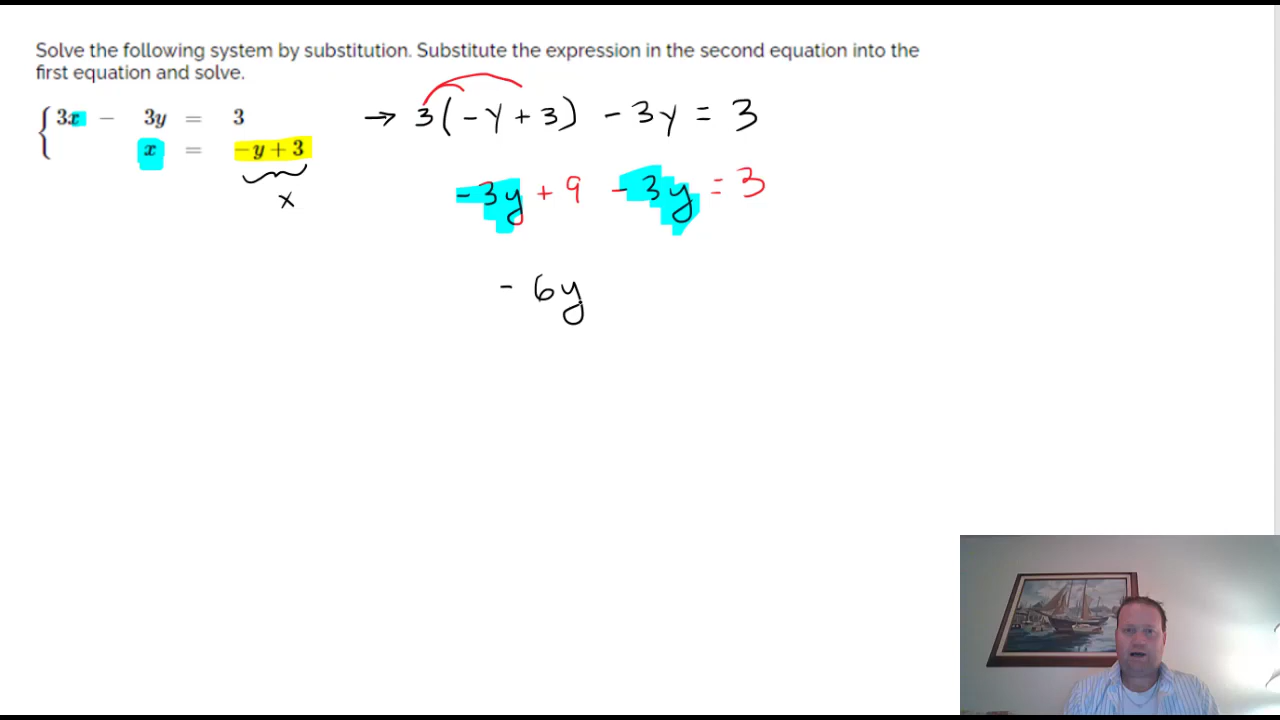 Solve the following system by substitution. Substitute the expression in the second equation into the
first equation and solve.
3x - 3y = 3
x = -y + 3
x
→ 3(-y + 3) - 3y = 3
-3y + 9 - 3y = 3
- 6y